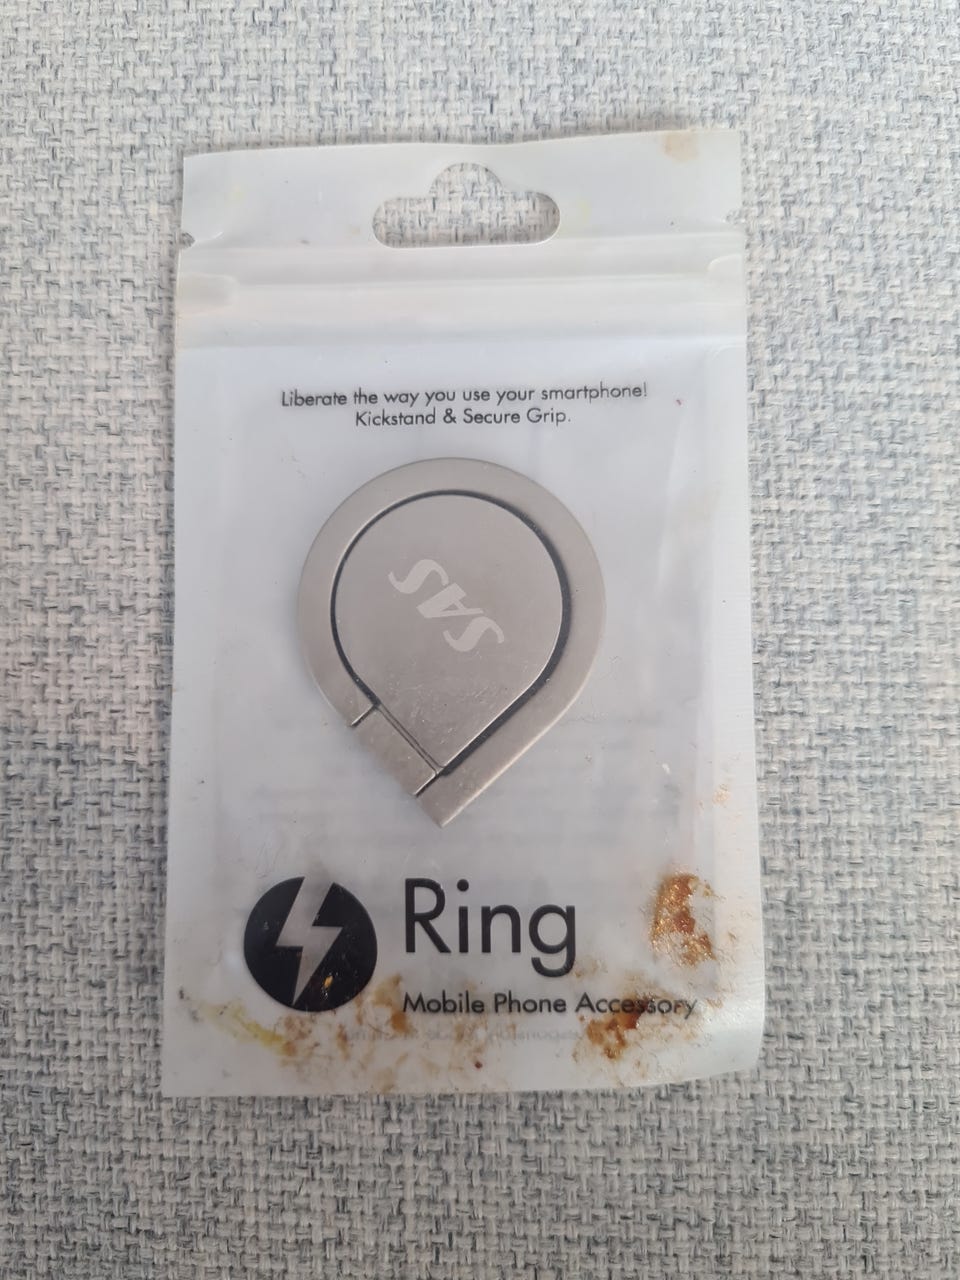 Liberate the way you use your smartphone!
Kickstand & Secure Grip.
SAS
Ring
Mobile Phone Accessory